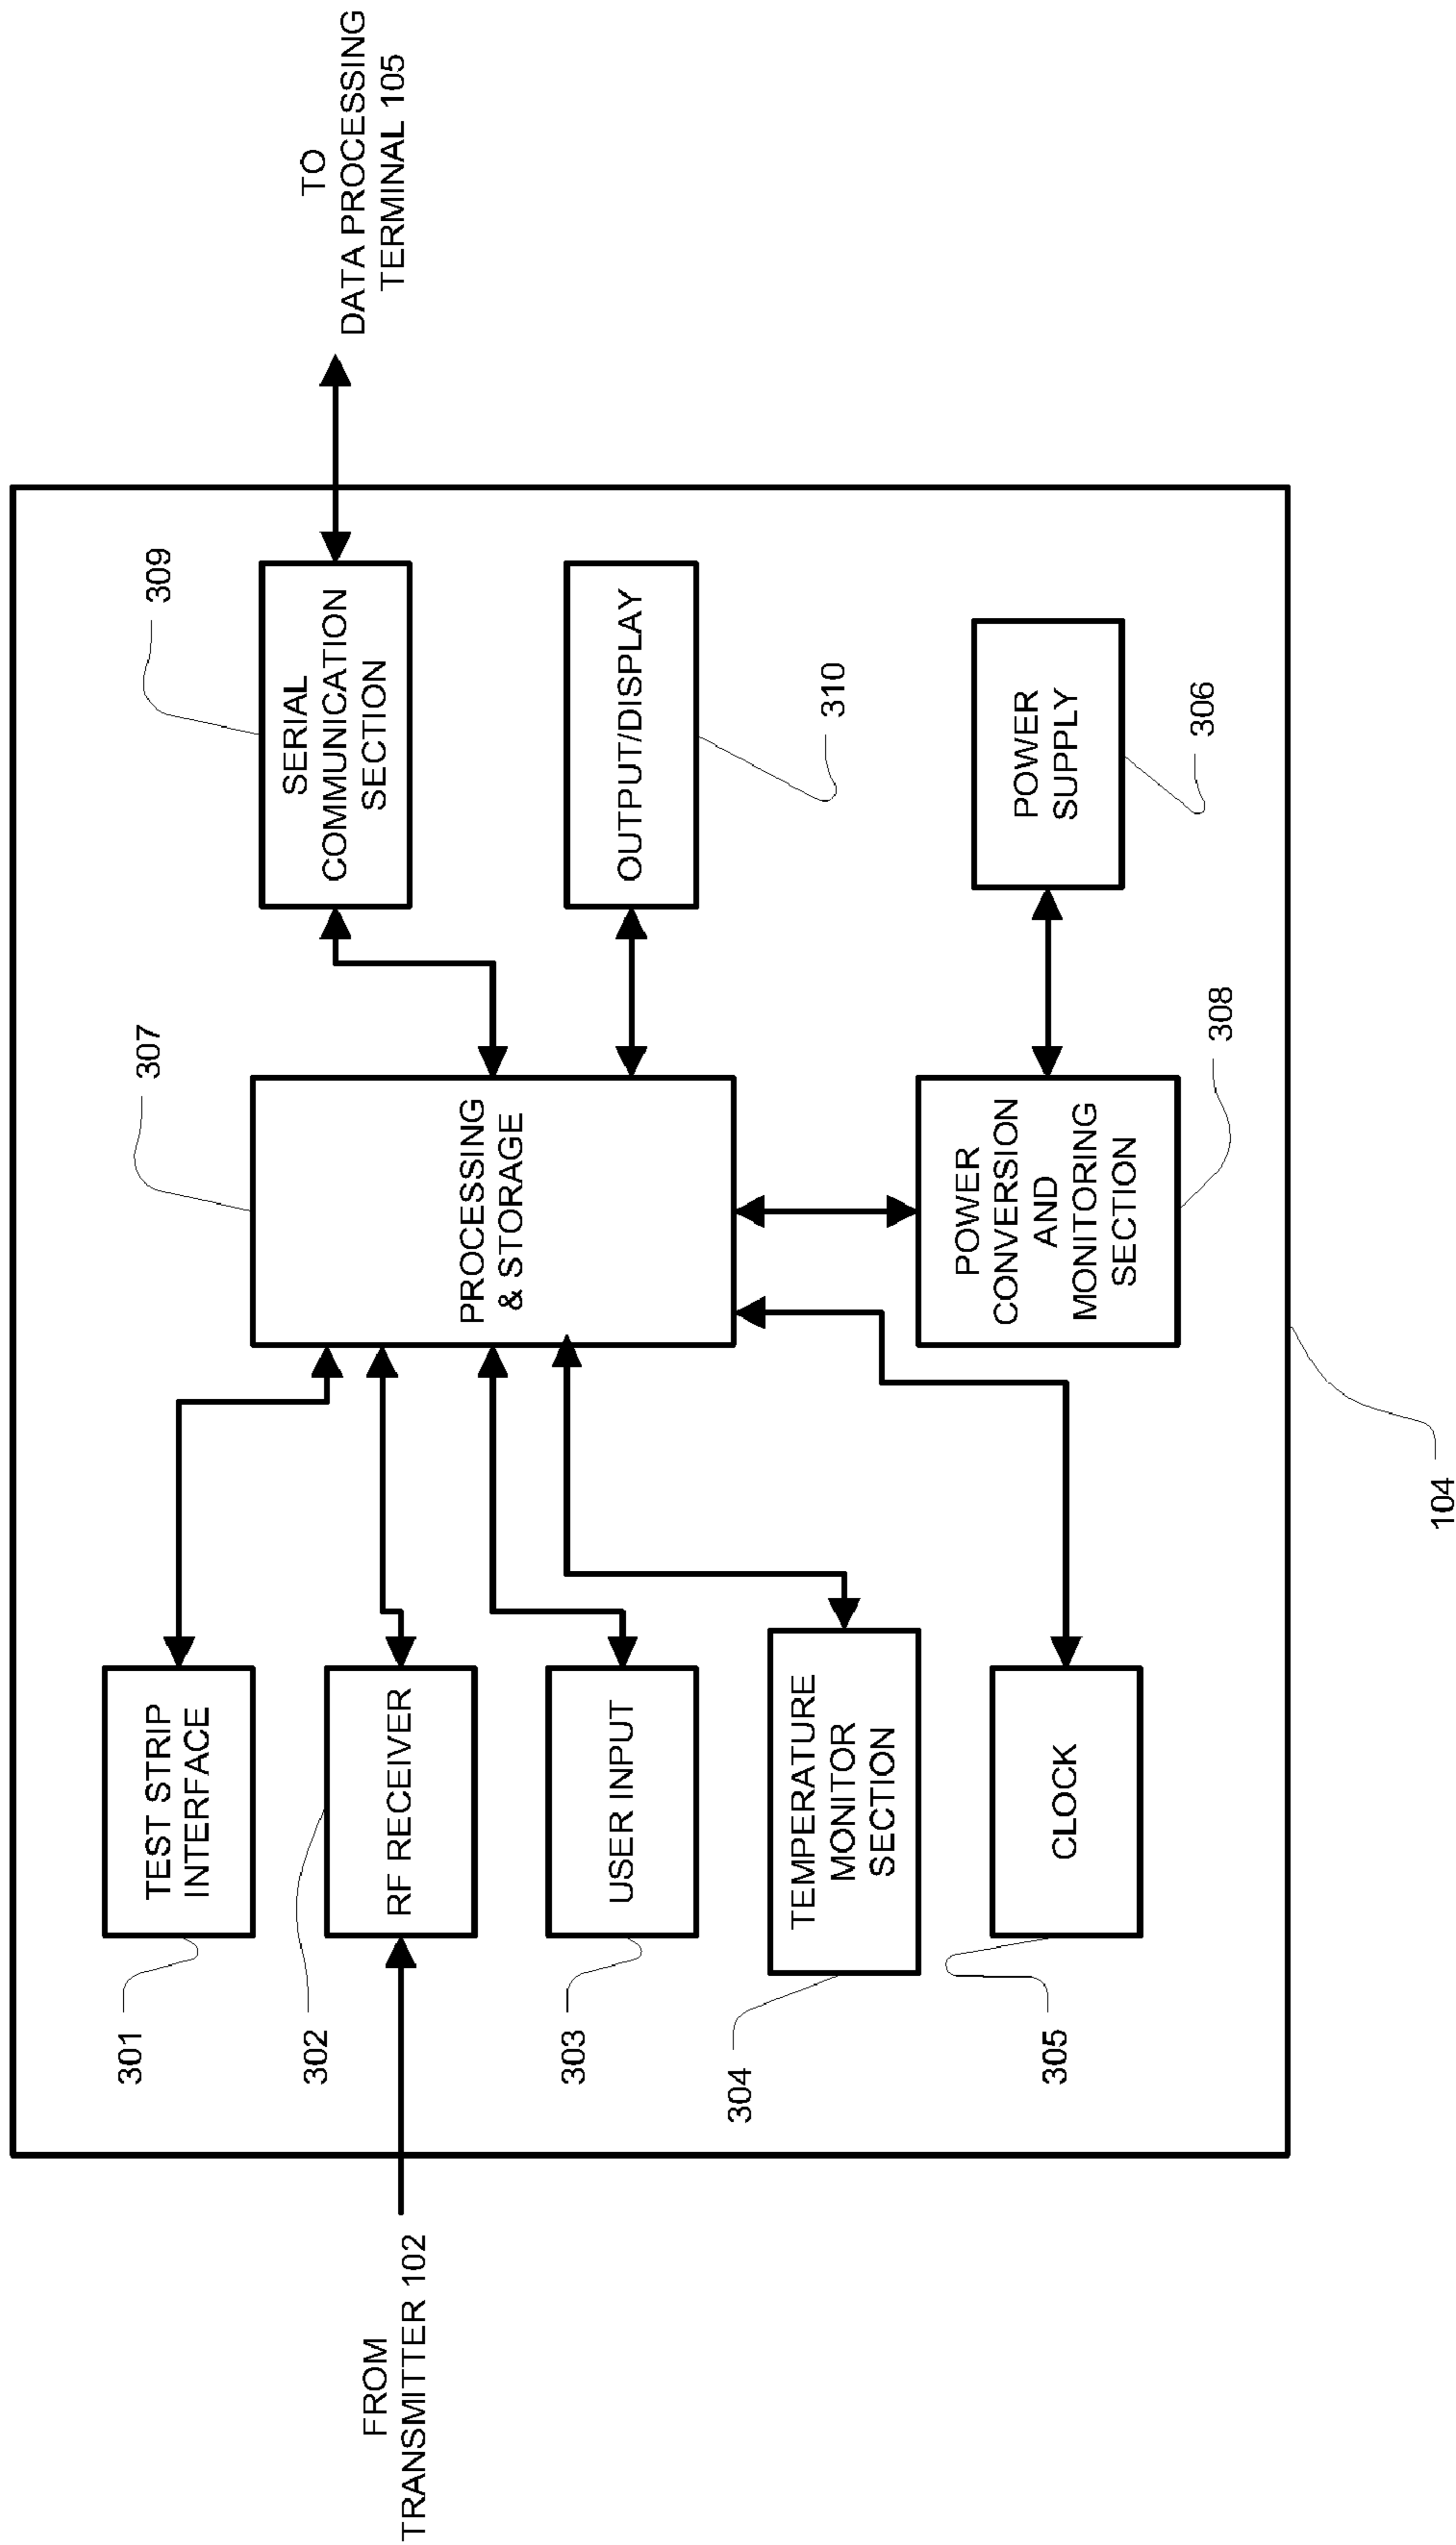 301
TEST STRIP
INTERFACE
FROM
TRANSMITTER 102
302
RF RECEIVER
303
USER INPUT
304
TEMPERATURE
MONITOR
SECTION
305
CLOCK
307
PROCESSING
& STORAGE
POWER
CONVERSION
AND
MONITORING
SECTION
308
309
SERIAL
COMMUNICATION
SECTION
TO
DATA PROCESSING
TERMINAL 105
OUTPUT/DISPLAY
310
POWER
SUPPLY
306
104